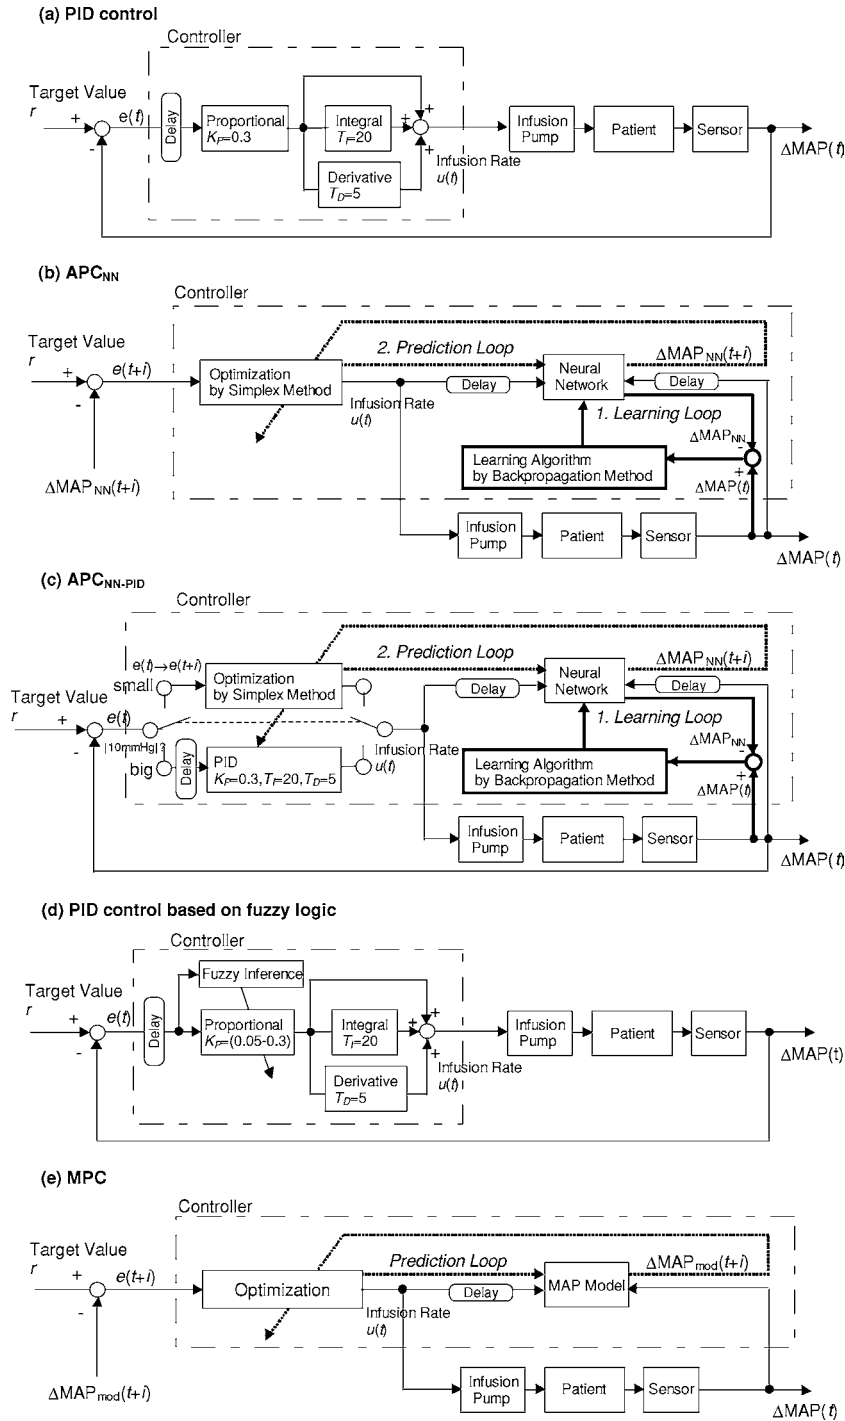 (a) PID control
Controller
Target Value
r
+
-
e(t)
Delay
Proportional
K_P=0.3
Integral
T_I=20
Derivative
T_D=5
+
+
+
Infusion Rate
u(t)
Infusion
Pump
Patient
Sensor
ΔMAP(t)
(b) APC_NN
Controller
Target Value
r
+
-
e(t+i)
ΔMAP_NN(t+i)
Optimization
by Simplex Method
2. Prediction Loop
Infusion Rate
u(t)
Delay
Neural
Network
ΔMAP_NN(t+i)
Delay
1. Learning Loop
ΔMAP_NN
-
+
ΔMAP(t)
Learning Algorithm
by Backpropagation Method
Infusion
Pump
Patient
Sensor
ΔMAP(t)
(c) APC_NN-PID
Controller
Target Value
r
+
-
e(t)
e(t)→e(t+i)
small
|10mmHg| ?
big
Optimization
by Simplex Method
Delay
PID
K_P=0.3, T_I=20, T_D=5
2. Prediction Loop
Infusion Rate
u(t)
Delay
Neural
Network
ΔMAP_NN(t+i)
Delay
1. Learning Loop
ΔMAP_NN
-
+
ΔMAP(t)
Learning Algorithm
by Backpropagation Method
Infusion
Pump
Patient
Sensor
ΔMAP(t)
(d) PID control based on fuzzy logic
Controller
Target Value
r
+
-
e(t)
Delay
Fuzzy Inference
Proportional
K_P=(0.05-0.3)
Integral
T_I=20
Derivative
T_D=5
+
+
+
Infusion Rate
u(t)
Infusion
Pump
Patient
Sensor
ΔMAP(t)
(e) MPC
Controller
Target Value
r
+
-
e(t+i)
ΔMAP_mod(t+i)
Optimization
Prediction Loop
Infusion Rate
u(t)
Delay
MAP Model
ΔMAP_mod(t+i)
Infusion
Pump
Patient
Sensor
ΔMAP(t)